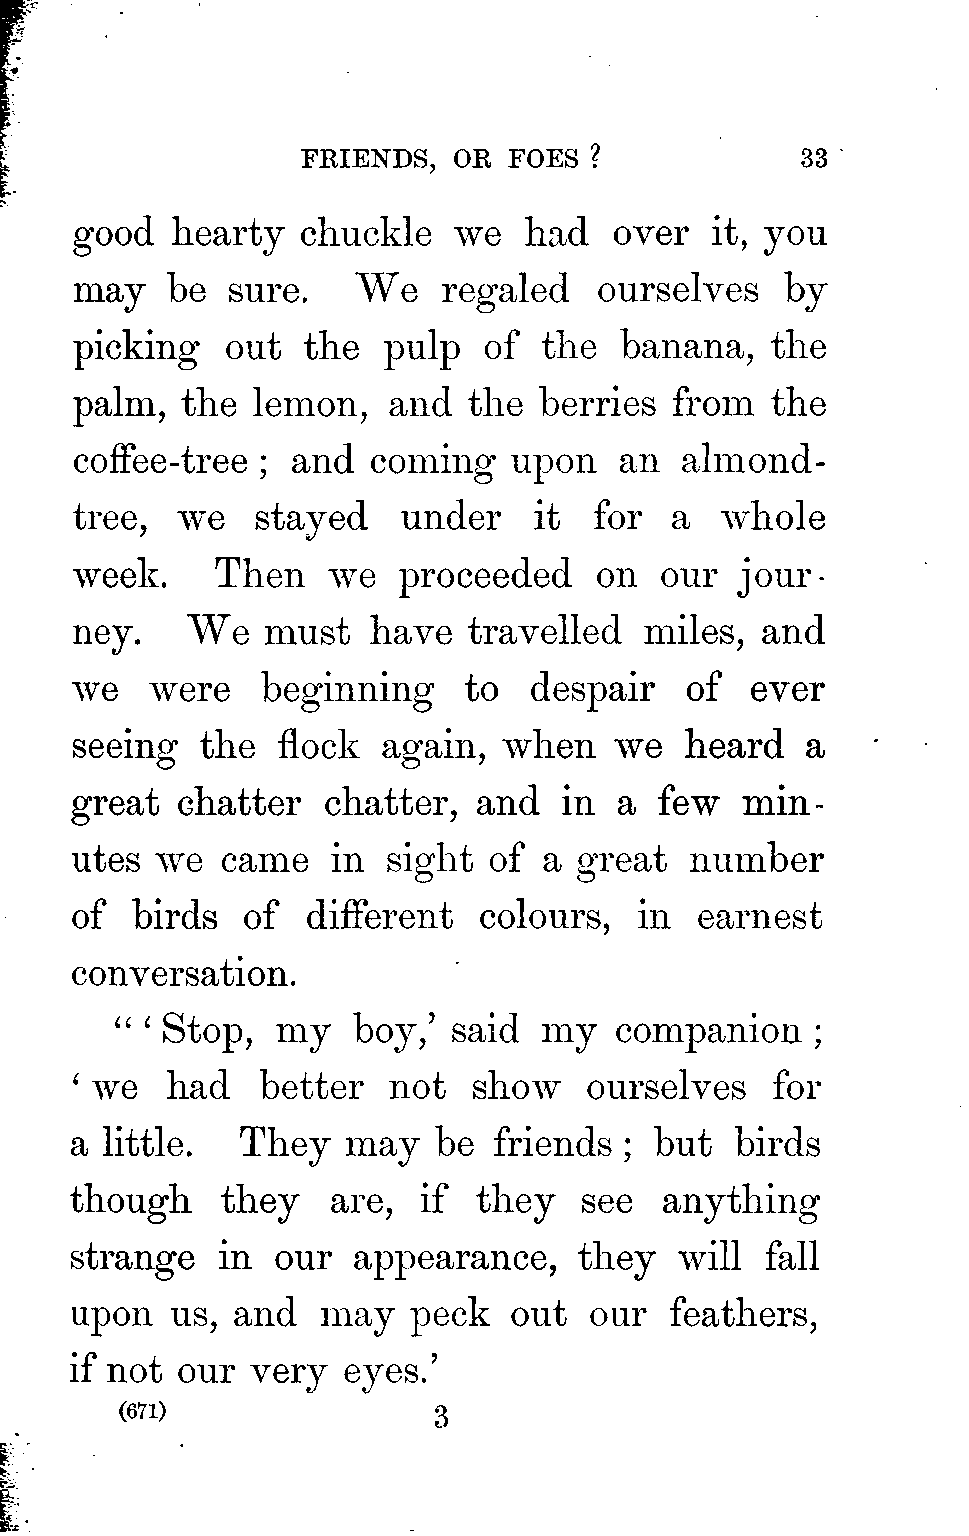 FRIENDS, OR FOES ? 33
good hearty chuckle we had over it, you
may be sure. We regaled ourselves by
picking out the pulp of the banana, the
palm, the lemon, and the berries from the
coffee-tree ; and coming upon an almond-
tree, we stayed under it for a whole
week. Then we proceeded on our jour-
ney. We must have travelled miles, and
we were beginning to despair of ever
seeing the flock again, when we heard a
great chatter chatter, and in a few min-
utes we came in sight of a great number
of birds of different colours, in earnest
conversation.
“ ‘ Stop, my boy,’ said my companion ;
‘ we had better not show ourselves for
a little. They may be friends ; but birds
though they are, if they see anything
strange in our appearance, they will fall
upon us, and may peck out our feathers,
if not our very eyes.’
(671) 3